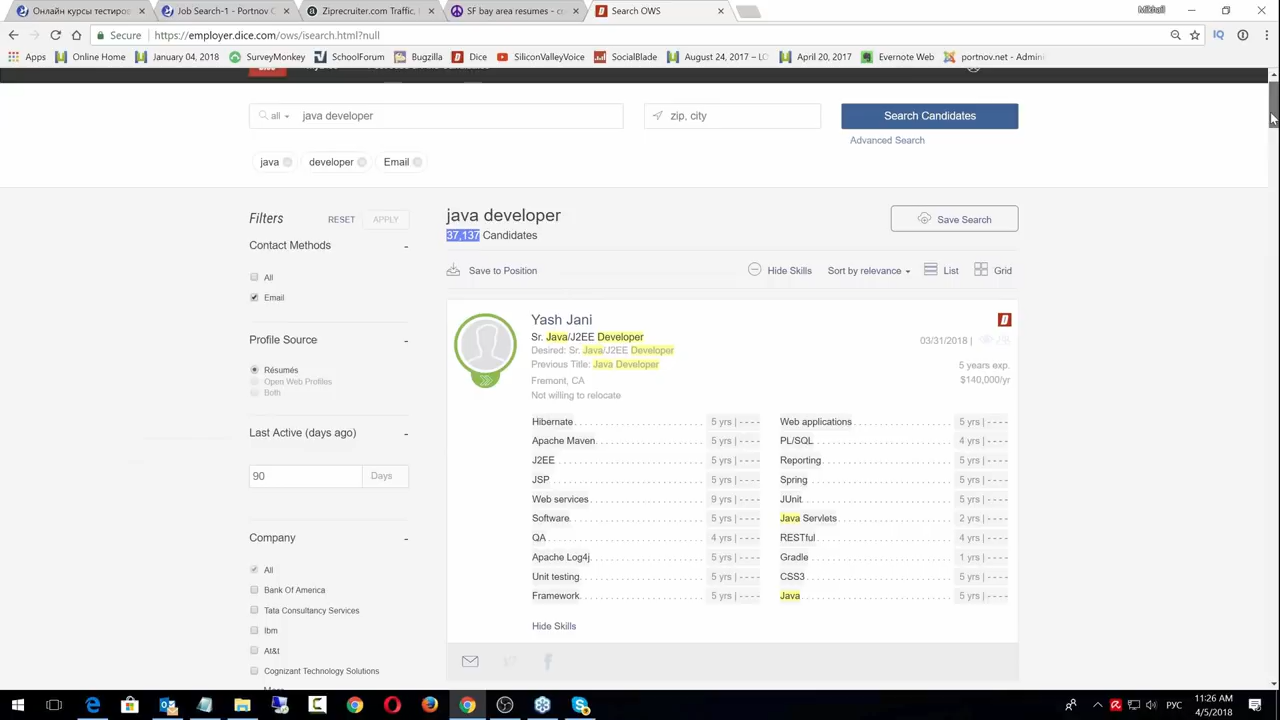 Онлайн курсы тестиров
Job Search-1 - Portnov C
Ziprecruiter.com Traffic,
SF bay area resumes - c
Search OWS
Mikhail
Secure
https://employer.dice.com/ows/isearch.html?null
Apps
Online Home
January 04, 2018
SurveyMonkey
SchoolForum
Bugzilla
Dice
SiliconValleyVoice
SocialBlade
August 24, 2017 – LO
April 20, 2017
Evernote Web
portnov.net - Admini
all
java developer
zip, city
Search Candidates
Advanced Search
java
developer
Email
Filters
RESET
APPLY
Contact Methods
-
All
Email
Profile Source
-
Résumés
Open Web Profiles
Both
Last Active (days ago)
-
90
Days
Company
-
All
Bank Of America
Tata Consultancy Services
Ibm
At&t
Cognizant Technology Solutions
java developer
37,137 Candidates
Save Search
Save to Position
Hide Skills
Sort by relevance
List
Grid
Yash Jani
Sr. Java/J2EE Developer
Desired: Sr. Java/J2EE Developer
Previous Title: Java Developer
Fremont, CA
Not willing to relocate
03/31/2018 |
5 years exp.
$140,000/yr
Hibernate 5 yrs | - - - -
Web applications 5 yrs | - - - -
Apache Maven 5 yrs | - - - -
PL/SQL 4 yrs | - - - -
J2EE 5 yrs | - - - -
Reporting 5 yrs | - - - -
JSP 5 yrs | - - - -
Spring 5 yrs | - - - -
Web services 9 yrs | - - - -
JUnit 5 yrs | - - - -
Software 5 yrs | - - - -
Java Servlets 2 yrs | - - - -
QA 4 yrs | - - - -
RESTful 4 yrs | - - - -
Apache Log4j 5 yrs | - - - -
Gradle 1 yrs | - - - -
Unit testing 5 yrs | - - - -
CSS3 5 yrs | - - - -
Framework 5 yrs | - - - -
Java 5 yrs | - - - -
Hide Skills
РУС
11:26 AM
4/5/2018